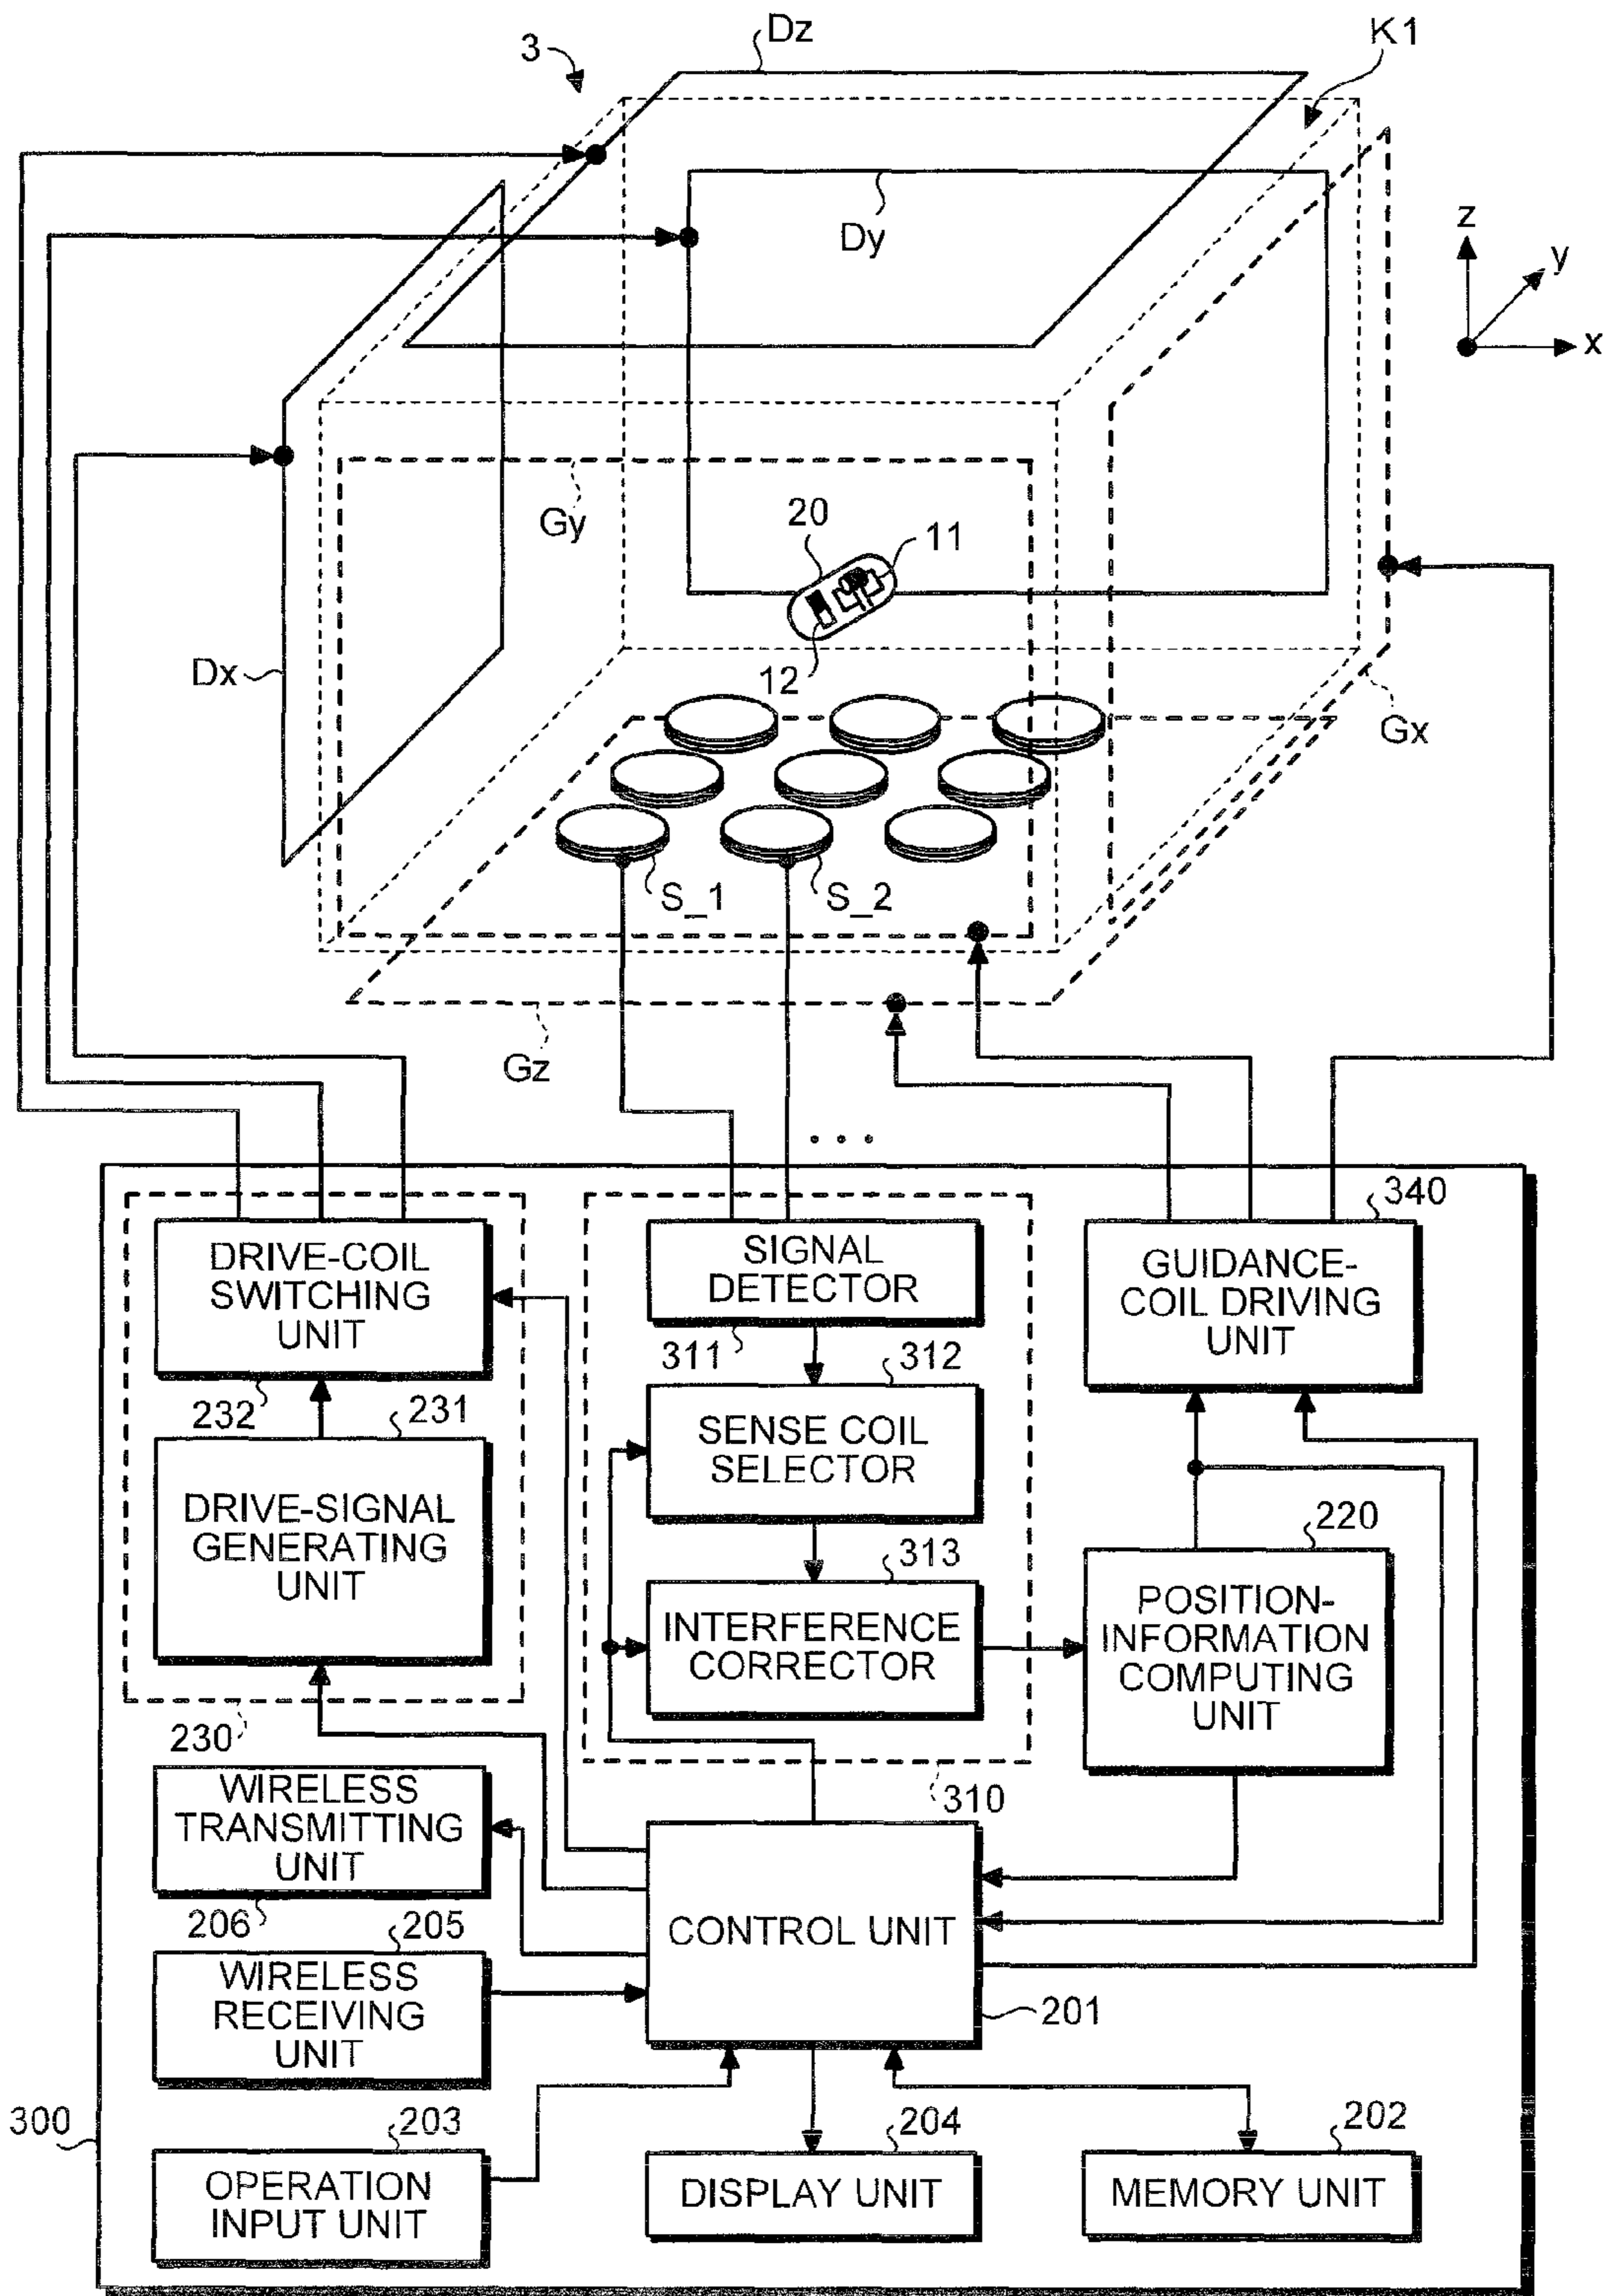 3
Dz
K1
Dy
z
y
x
Gy
20
11
12
Dx
Gx
S_1
S_2
Gz
. . .
340
DRIVE-COIL
SWITCHING
UNIT
SIGNAL
DETECTOR
GUIDANCE-
COIL DRIVING
UNIT
311
312
232
231
SENSE COIL
SELECTOR
DRIVE-SIGNAL
GENERATING
UNIT
313
220
INTERFERENCE
CORRECTOR
POSITION-
INFORMATION
COMPUTING
UNIT
230
310
WIRELESS
TRANSMITTING
UNIT
206
205
CONTROL UNIT
WIRELESS
RECEIVING
UNIT
201
300
203
204
202
OPERATION
INPUT UNIT
DISPLAY UNIT
MEMORY UNIT